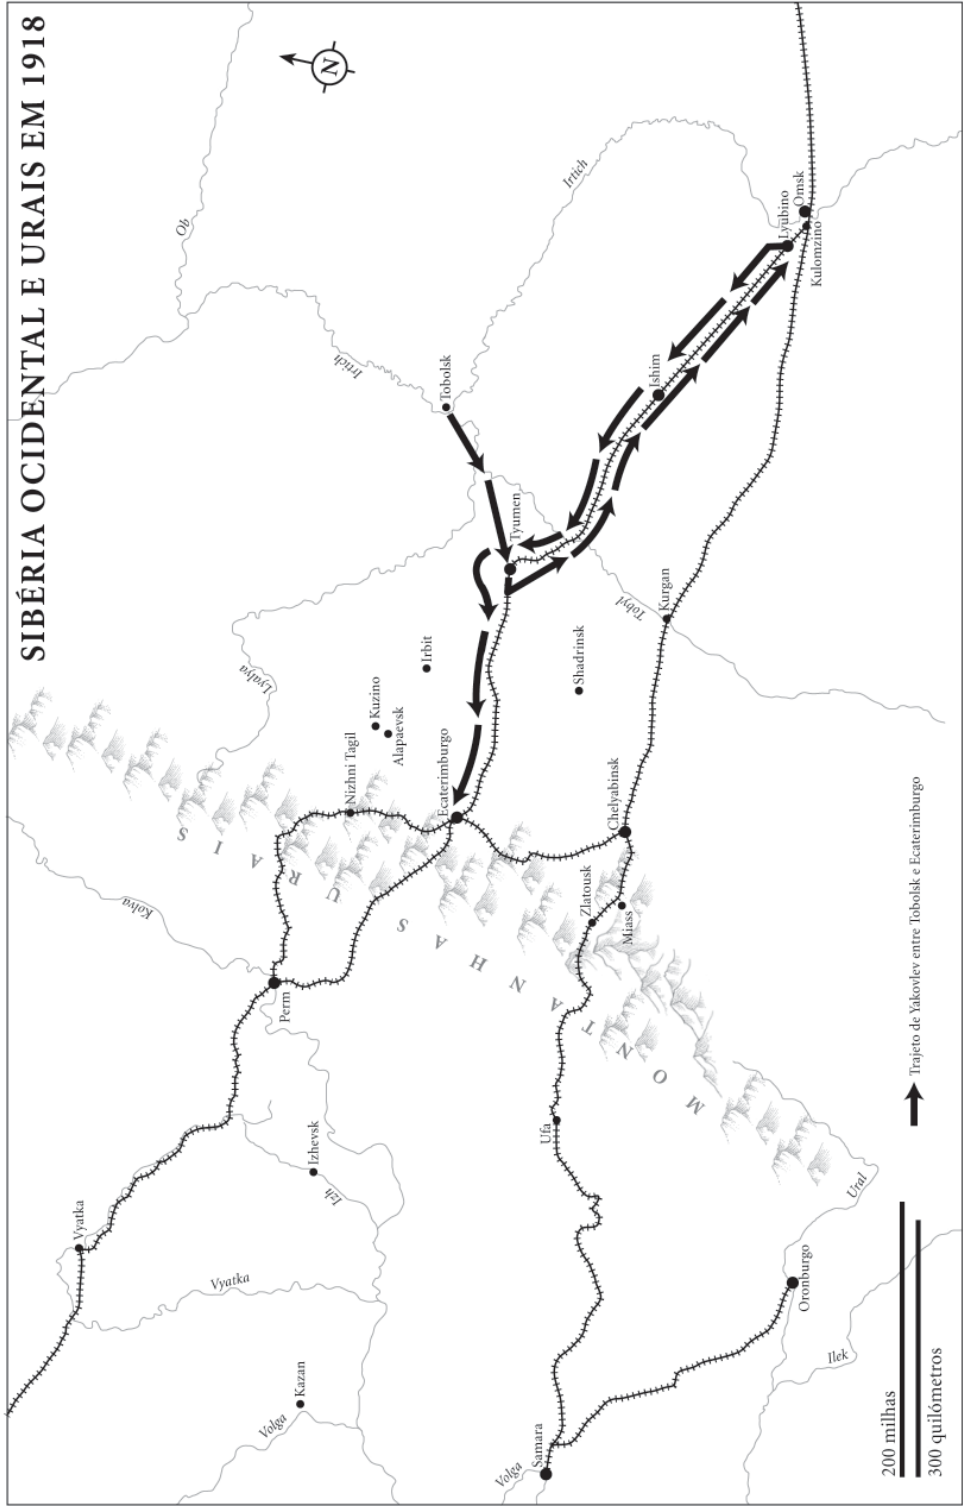 SIBÉRIA OCIDENTAL E URAIS EM 1918
N
Ob
Irtich
Irtich
Tobolsk
Lyubino
Omsk
Kulomzino
Ishim
Tyumen
Tobyl
Kurgan
Shadrinsk
Irbit
Lyalya
Kuzino
Alapaevsk
Nizhni Tagil
Ecaterimburgo
Chelyabinsk
Zlatousk
Miass
MONTANHAS URAIS
Kolva
Perm
Ufa
Izhevsk
Izh
Vyatka
Vyatka
Kazan
Volga
Volga
Samara
Oronburgo
Ural
Ilek
200 milhas
300 quilómetros
Trajeto de Yakovlev entre Tobolsk e Ecaterimburgo